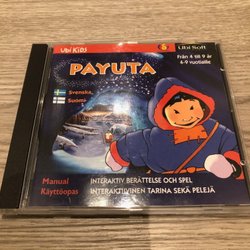 Ubi Kids
6
Ubi Soft
PAYUTA
Från 4 till 9 år
4-9 vuotiaille
Svenska,
Suomi
Manual
Käyttöopas
INTERAKTIV BERÄTTELSE OCH SPEL
INTERAKTIIVINEN TARINA SEKÄ PELEJÄ